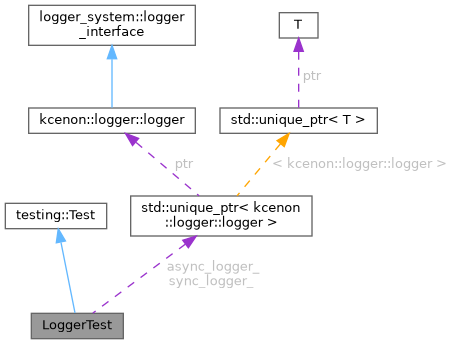 logger_system::logger
_interface
T
ptr
kcenon::logger::logger
std::unique_ptr< T >
ptr
< kcenon::logger::logger >
testing::Test
std::unique_ptr< kcenon
::logger::logger >
async_logger_
sync_logger_
LoggerTest